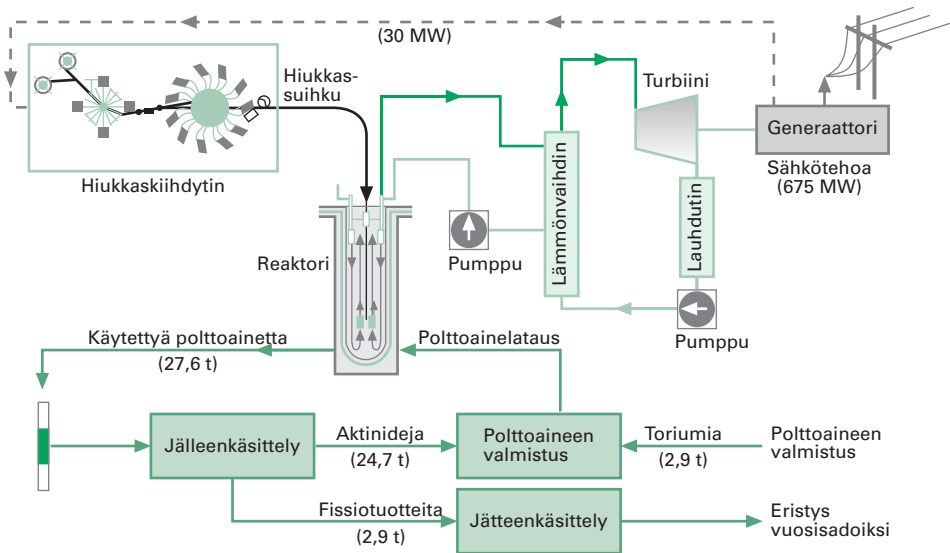 (30 MW)
Hiukkas-
suihku
Hiukkaskiihdytin
Turbiini
Generaattori
Sähkötehoa
(675 MW)
Lämmönvaihdin
Lauhdutin
Pumppu
Reaktori
Pumppu
Käytettyä polttoainetta
(27,6 t)
Polttoainelataus
Jälleenkäsittely
Aktinideja
(24,7 t)
Polttoaineen
valmistus
Toriumia
(2,9 t)
Polttoaineen
valmistus
Fissiotuotteita
(2,9 t)
Jätteenkäsittely
Eristys
vuosisadoiksi